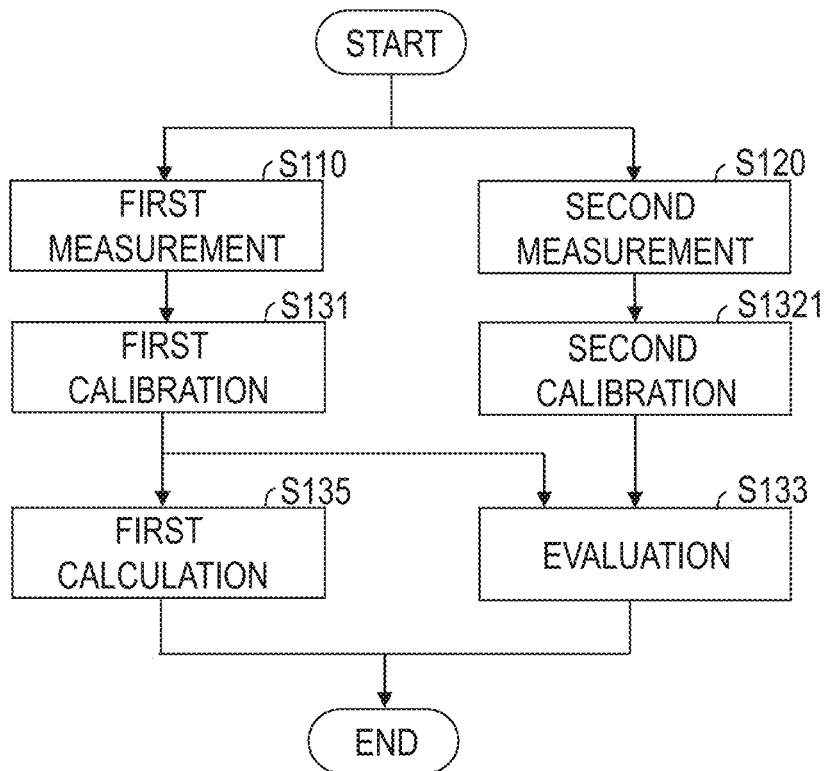 START
S110
FIRST
MEASUREMENT
S120
SECOND
MEASUREMENT
S131
FIRST
CALIBRATION
S1321
SECOND
CALIBRATION
S135
FIRST
CALCULATION
S133
EVALUATION
END